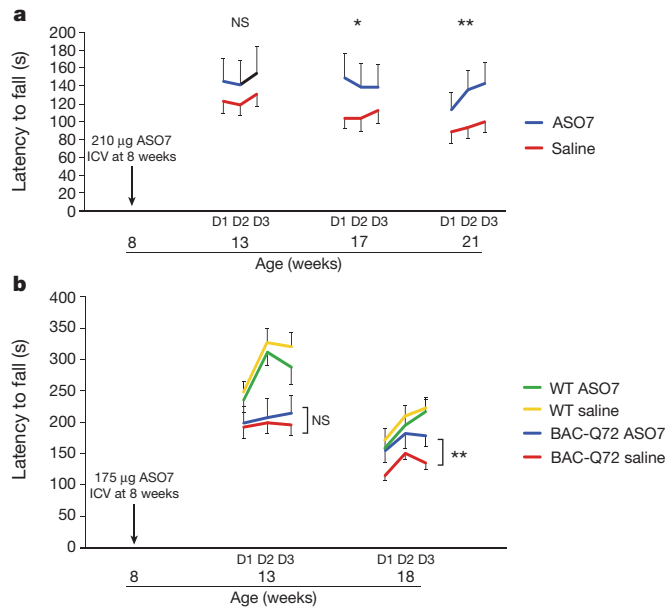 a
NS
*
**
Latency to fall (s)
200
180
160
140
120
100
80
60
40
20
0
210 µg ASO7
ICV at 8 weeks
ASO7
Saline
D1 D2 D3
D1 D2 D3
D1 D2 D3
8
13
17
21
Age (weeks)
b
Latency to fall (s)
400
350
300
250
200
150
100
50
0
NS
**
175 µg ASO7
ICV at 8 weeks
WT ASO7
WT saline
BAC-Q72 ASO7
BAC-Q72 saline
D1 D2 D3
D1 D2 D3
8
13
18
Age (weeks)